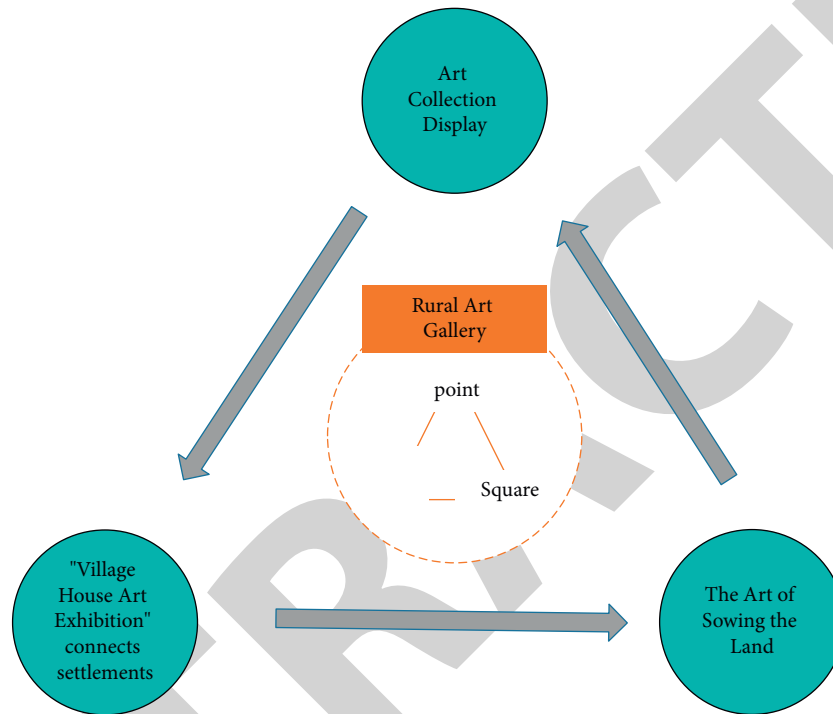 Art
Collection
Display
Rural Art
Gallery
point
Square
"Village
House Art
Exhibition"
connects
settlements
The Art of
Sowing the
Land